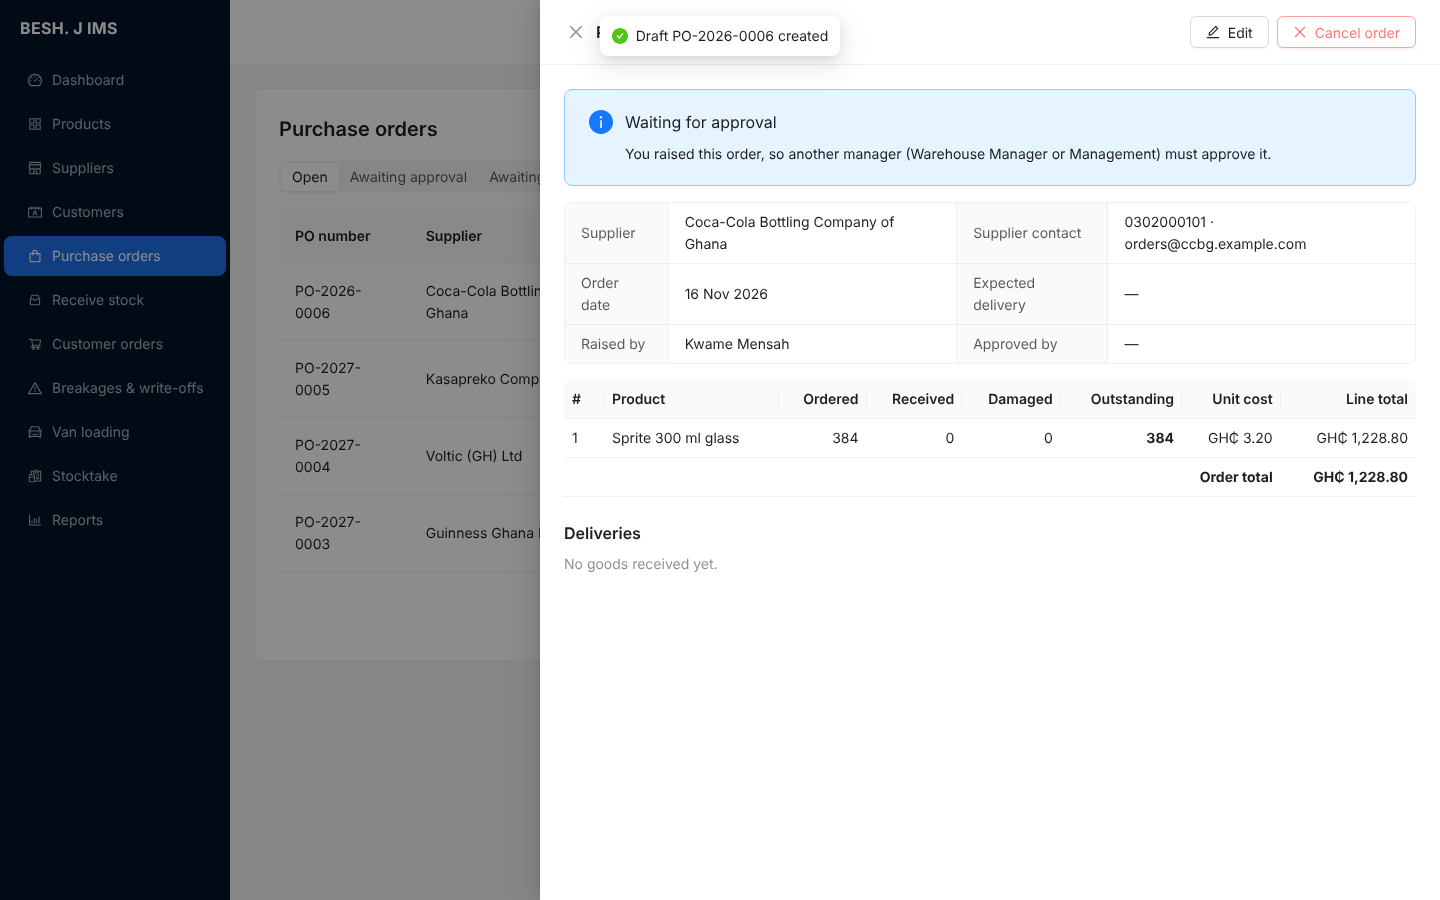 BESH. J IMS
Dashboard
Products
Suppliers
Customers
Purchase orders
Receive stock
Customer orders
Breakages & write-offs
Van loading
Stocktake
Reports
Purchase orders
Open Awaiting approval Awaiting
PO number Supplier
PO-2026-
0006
Coca-Cola Bottlin
Ghana
PO-2027-
0005
Kasapreko Comp
PO-2027-
0004
Voltic (GH) Ltd
PO-2027-
0003
Guinness Ghana
Draft PO-2026-0006 created
Edit
Cancel order
Waiting for approval
You raised this order, so another manager (Warehouse Manager or Management) must approve it.
Supplier
Coca-Cola Bottling Company of
Ghana
Supplier contact
0302000101 ·
orders@ccbg.example.com
Order
date
16 Nov 2026
Expected
delivery
—
Raised by
Kwame Mensah
Approved by
—
# Product Ordered Received Damaged Outstanding Unit cost Line total
1 Sprite 300 ml glass 384 0 0 384 GH₵ 3.20 GH₵ 1,228.80
Order total GH₵ 1,228.80
Deliveries
No goods received yet.